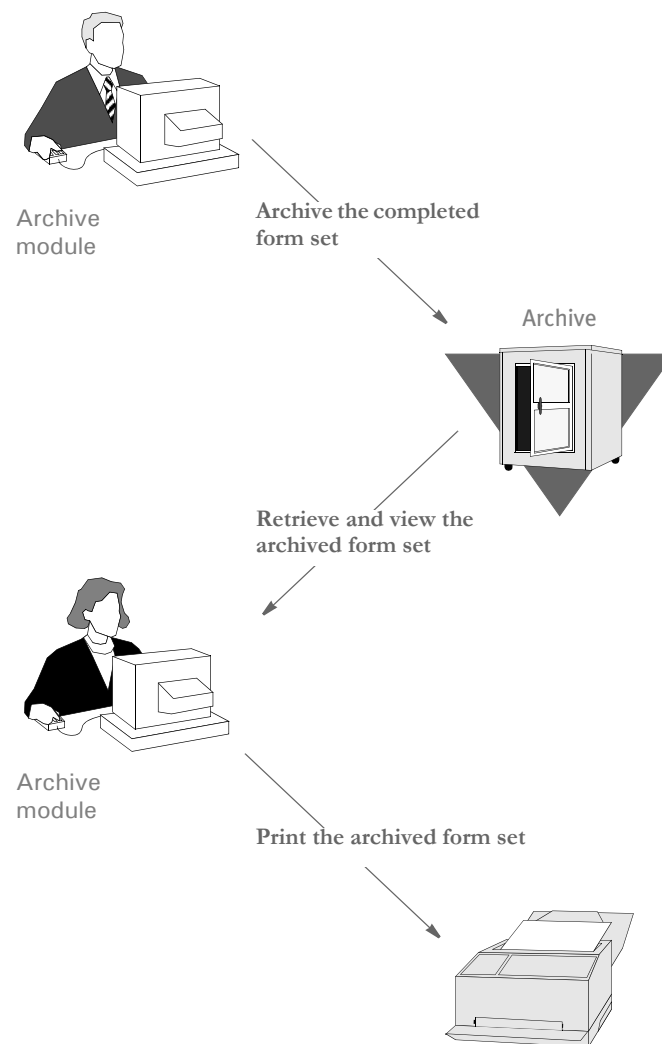 Archive
module
Archive the completed
form set
Archive
Retrieve and view the
archived form set
Archive
module
Print the archived form set